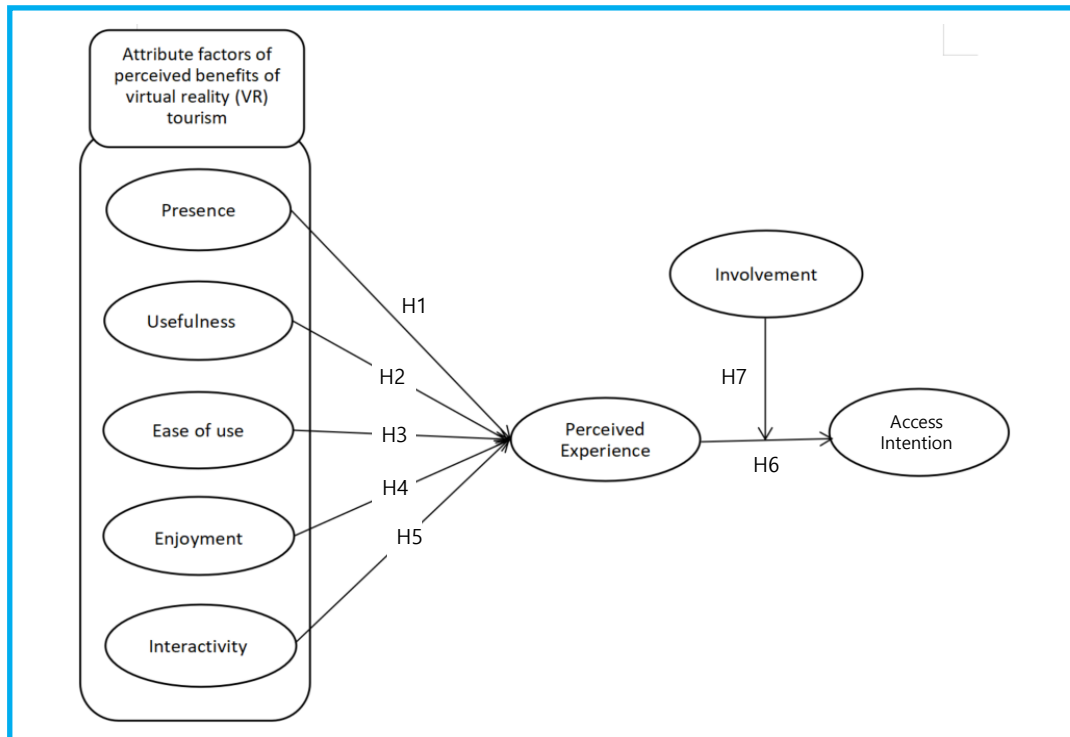 Attribute factors of
perceived benefits of
virtual reality (VR)
tourism
Presence
Usefulness
Ease of use
Enjoyment
Interactivity
H1
H2
H3
H4
H5
Perceived
Experience
Involvement
H7
H6
Access
Intention